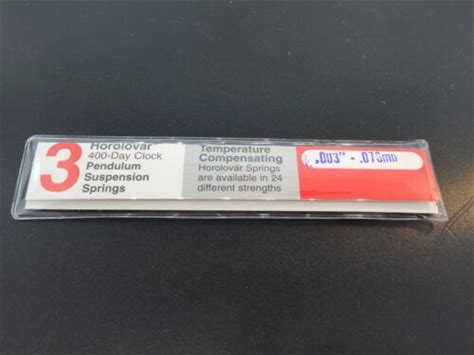 3
Horolovar
400-Day Clock
Pendulum
Suspension
Springs
Temperature
Compensating
Horolovar Springs
are available in 24
different strengths
.003" - .076mm